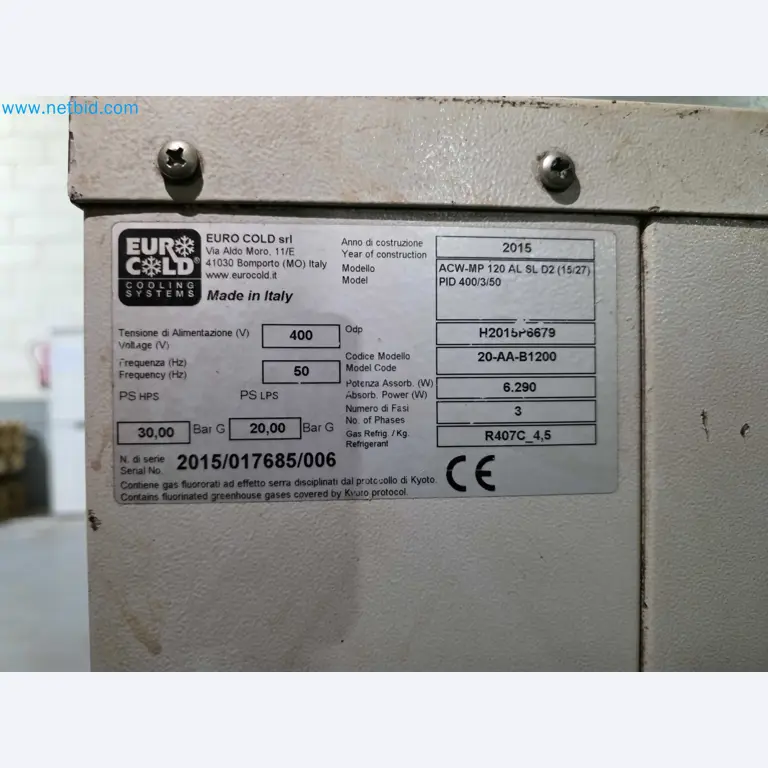 www.netbid.com
EURO COLD
COOLING
SYSTEMS
EURO COLD srl
Via Aldo Moro, 11/E
41030 Bomporto (MO) Italy
www.eurocold.it
Made in Italy
Anno di costruzione
Year of construction
2015
Modello
Model
ACW-MP 120 AL SL D2 (15/27)
PID 400/3/50
Tensione di Alimentazione (V)
Voltage (V)
400
Odp
H2015P6679
Frequenza (Hz)
Frequency (Hz)
50
Codice Modello
Model Code
20-AA-B1200
Potenza Assorb. (W)
Absorb. Power (W)
6.290
PS HPS
PS LPS
30,00 Bar G
20,00 Bar G
Numero di Fasi
No. of Phases
3
Gas Refrig. / Kg.
Refrigerant
R407C_4,5
N. di serie
Serial No.
2015/017685/006
Contiene gas fluororati ad effetto serra disciplinati dal protocollo di Kyoto.
Contains fluorinated greenhouse gases covered by Kyoto protocol.
CE